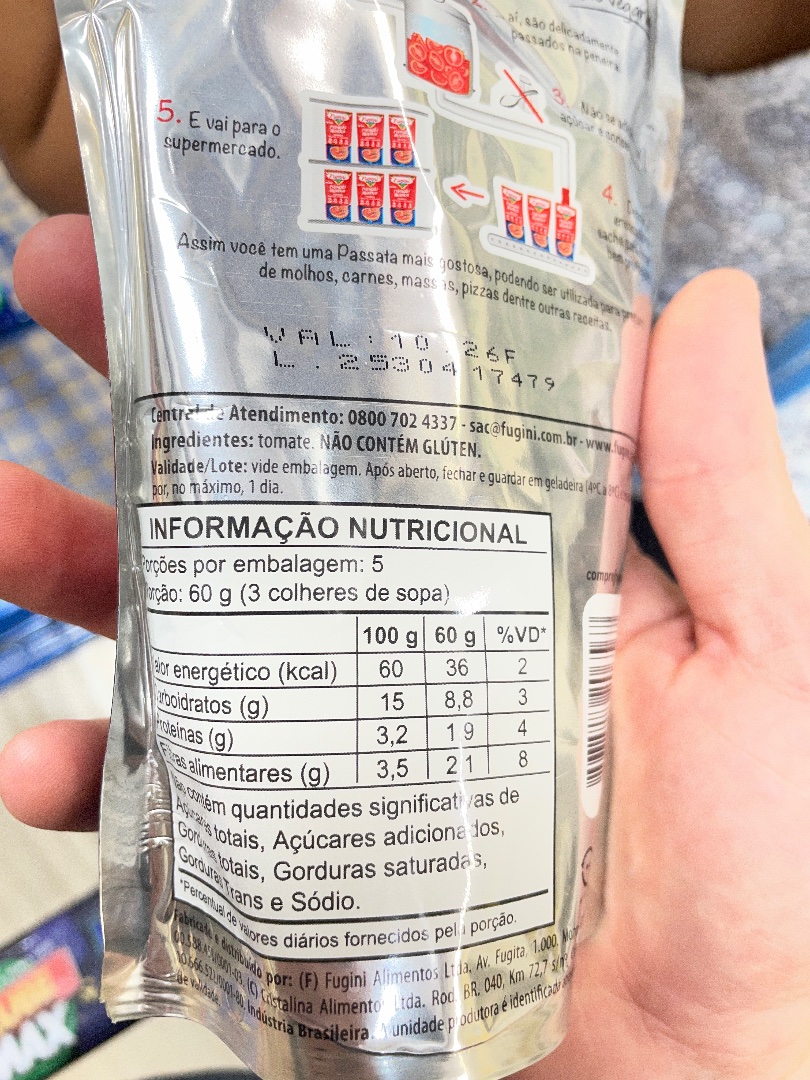 2.
aí, são delicadamente
passados na peneira.
3. Não se
açúcar e
4.
5. E vai para o
supermercado.
Assim você tem uma Passata mais gostosa, podendo ser utilizada para
de molhos, carnes, massas, pizzas dentre outras receitas.
VAL: 10 26F
L. 25304 17479
Central de Atendimento: 0800 702 4337 - sac@fugini.com.br - www.
Ingredientes: tomate. NÃO CONTÉM GLÚTEN.
Validade/Lote: vide embalagem. Após aberto, fechar e guardar em geladeira (4ºC a
por, no máximo, 1 dia.
INFORMAÇÃO NUTRICIONAL
Porções por embalagem: 5
Porção: 60 g (3 colheres de sopa)
100 g 60 g %VD*
Valor energético (kcal) 60 36 2
Carboidratos (g) 15 8,8 3
Proteínas (g) 3,2 1 9 4
Fibras alimentares (g) 3,5 2 1 8
Não contém quantidades significativas de
Açúcares totais, Açúcares adicionados,
Gorduras totais, Gorduras saturadas,
Gorduras Trans e Sódio.
*Percentual de valores diários fornecidos pela porção.
Fabricado e distribuído por: (F) Fugini Alimentos Ltda. Av. Fugita, 1.000,
(C) Cristalina Alimentos Ltda. Rod. BR. 040, Km 72,7 s/nº
Indústria Brasileira. A unidade produtora é identificada
de validade.
MAX